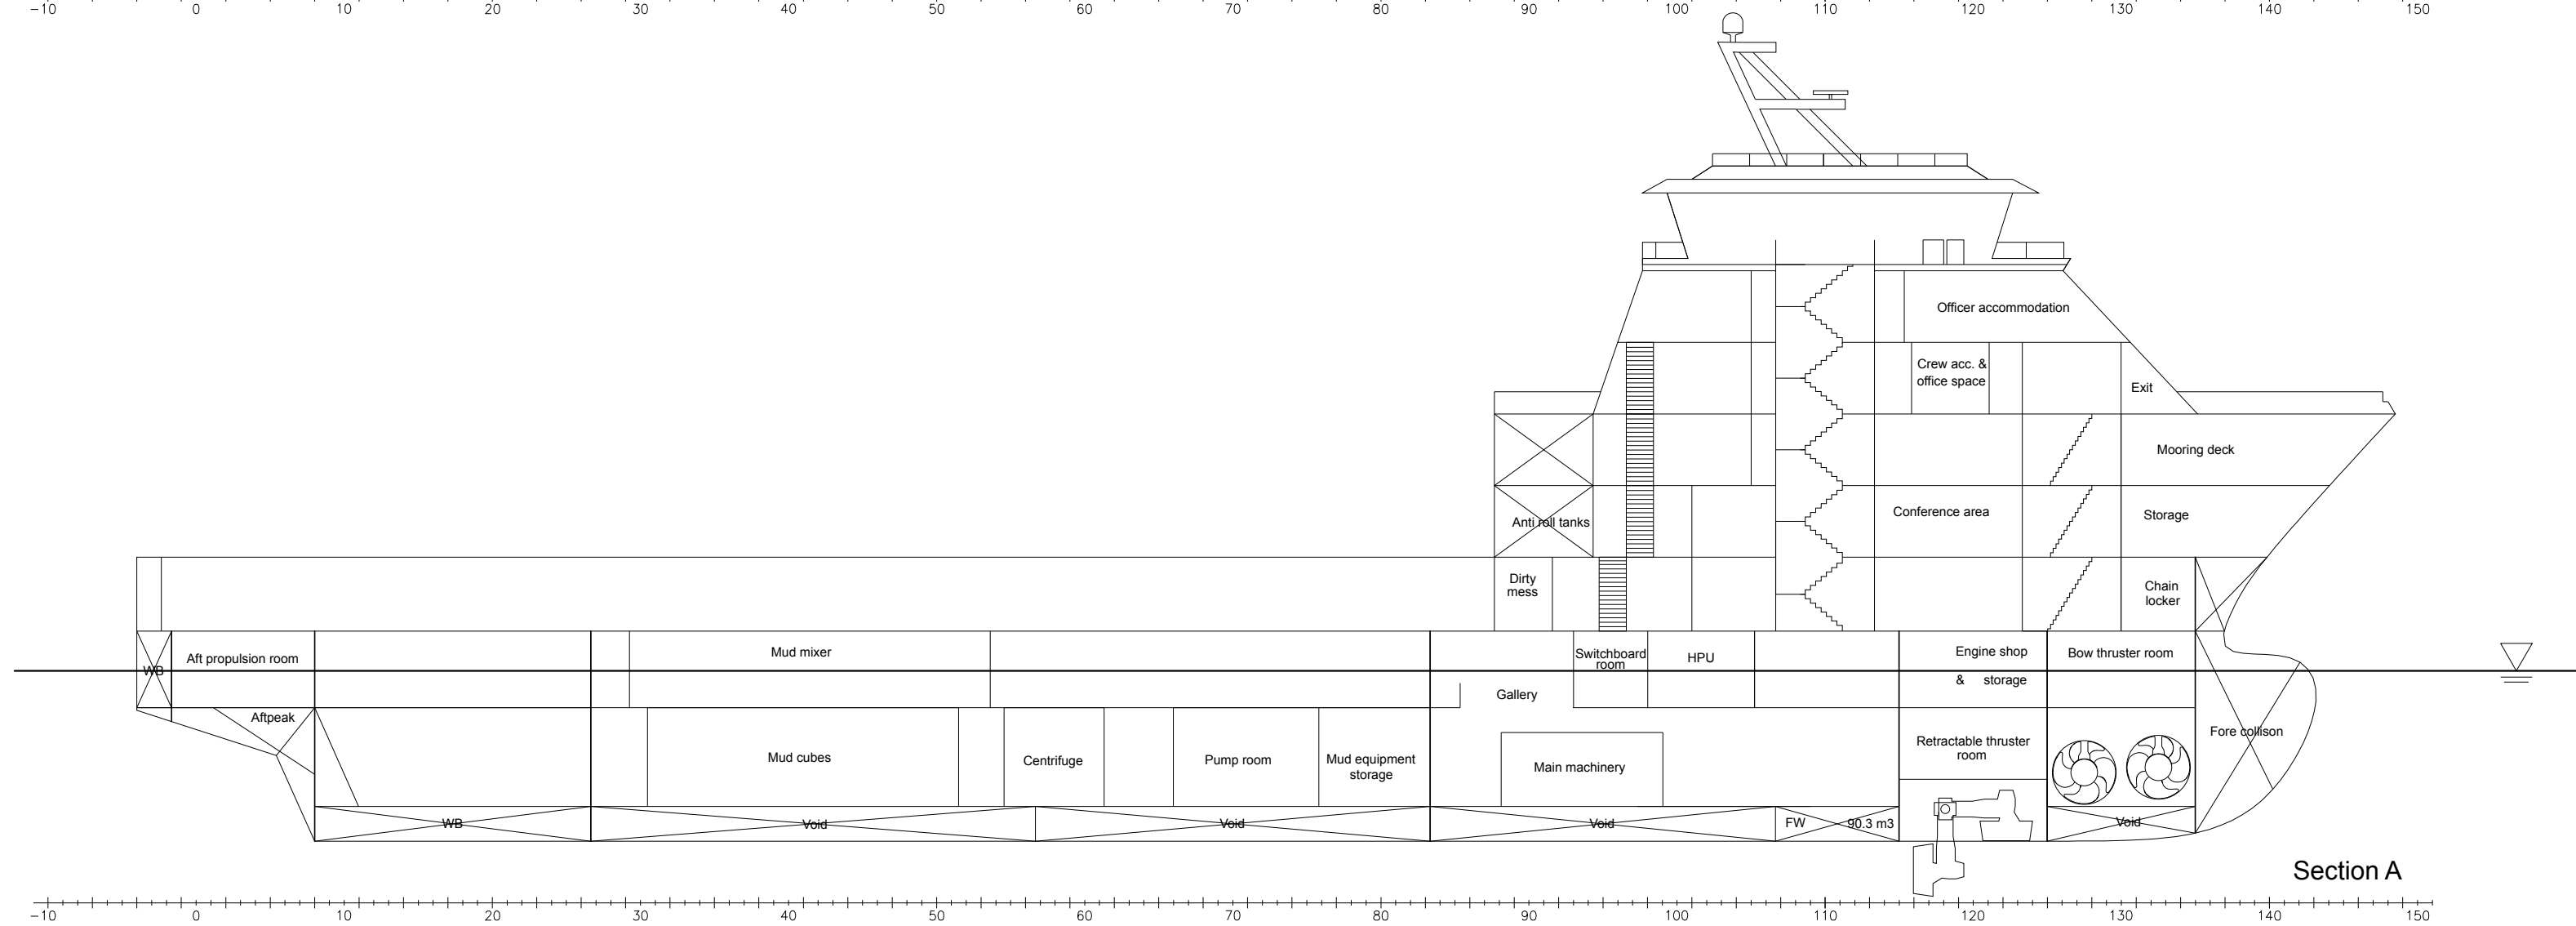 −10 0 10 20 30 40 50 60 70 80 90 100 110 120 130 140 150
Officer accommodation
Crew acc. &
office space
Exit
Mooring deck
Anti roll tanks
Conference area
Storage
Dirty
mess
Chain
locker
WB
Aft propulsion room
Mud mixer
Switchboard
room
HPU
Engine shop
& storage
Bow thruster room
Gallery
Aftpeak
Mud cubes
Centrifuge
Pump room
Mud equipment
storage
Main machinery
Retractable thruster
room
Fore collison
WB
Void
Void
Void
FW
90.3 m3
Void
Section A
−10 0 10 20 30 40 50 60 70 80 90 100 110 120 130 140 150